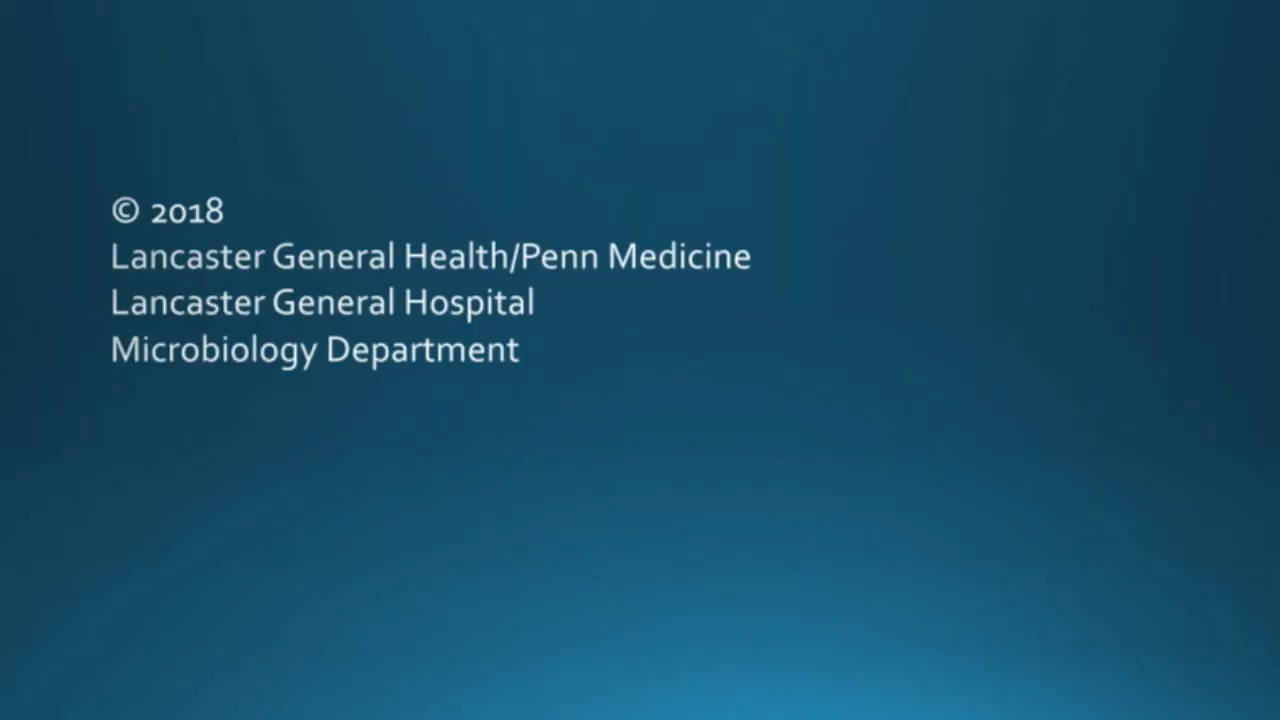 © 2018
Lancaster General Health/Penn Medicine
Lancaster General Hospital
Microbiology Department